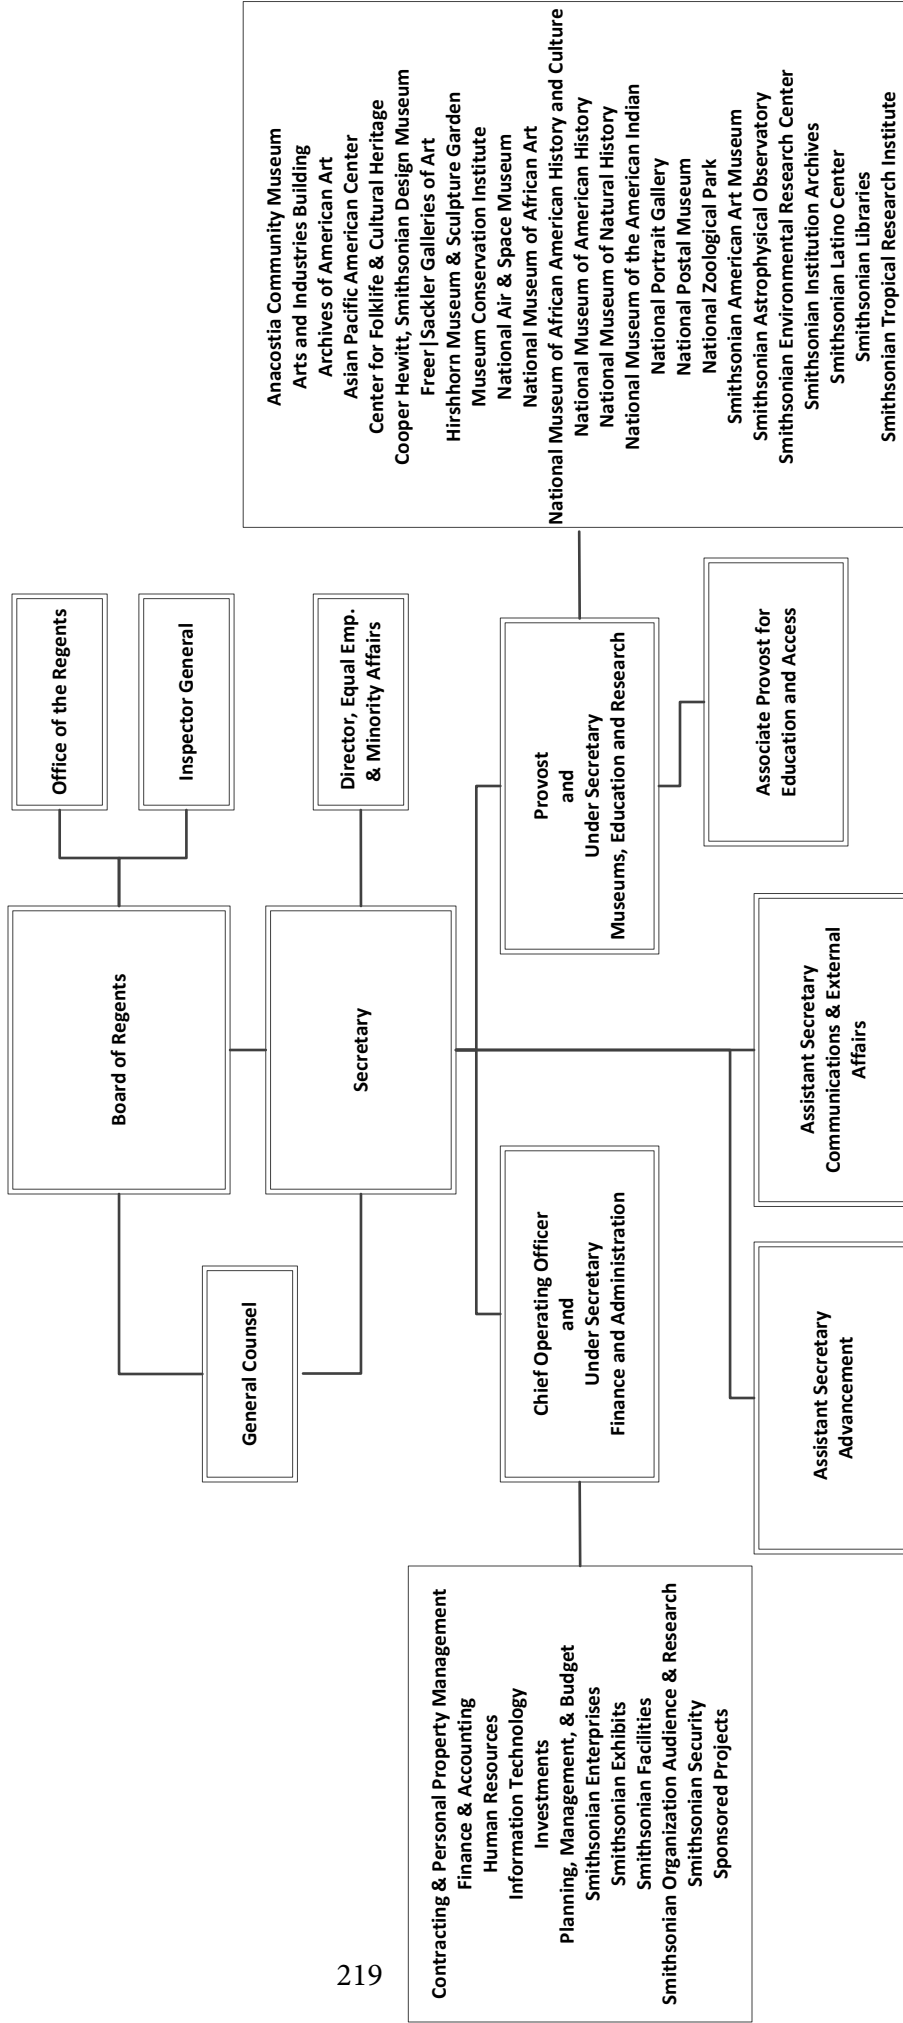 Board of Regents
Office of the Regents
Inspector General
General Counsel
Secretary
Director, Equal Emp.
& Minority Affairs
Chief Operating Officer
and
Under Secretary
Finance and Administration
Provost
and
Under Secretary
Museums, Education and Research
Contracting & Personal Property Management
Finance & Accounting
Human Resources
Information Technology
Investments
Planning, Management, & Budget
Smithsonian Enterprises
Smithsonian Exhibits
Smithsonian Facilities
Smithsonian Organization Audience & Research
Smithsonian Security
Sponsored Projects
Anacostia Community Museum
Arts and Industries Building
Archives of American Art
Asian Pacific American Center
Center for Folklife & Cultural Heritage
Cooper Hewitt, Smithsonian Design Museum
Freer|Sackler Galleries of Art
Hirshhorn Museum & Sculpture Garden
Museum Conservation Institute
National Air & Space Museum
National Museum of African Art
National Museum of African American History and Culture
National Museum of American History
National Museum of Natural History
National Museum of the American Indian
National Portrait Gallery
National Postal Museum
National Zoological Park
Smithsonian American Art Museum
Smithsonian Astrophysical Observatory
Smithsonian Environmental Research Center
Smithsonian Institution Archives
Smithsonian Latino Center
Smithsonian Libraries
Smithsonian Tropical Research Institute
Assistant Secretary
Advancement
Assistant Secretary
Communications & External
Affairs
Associate Provost for
Education and Access
219